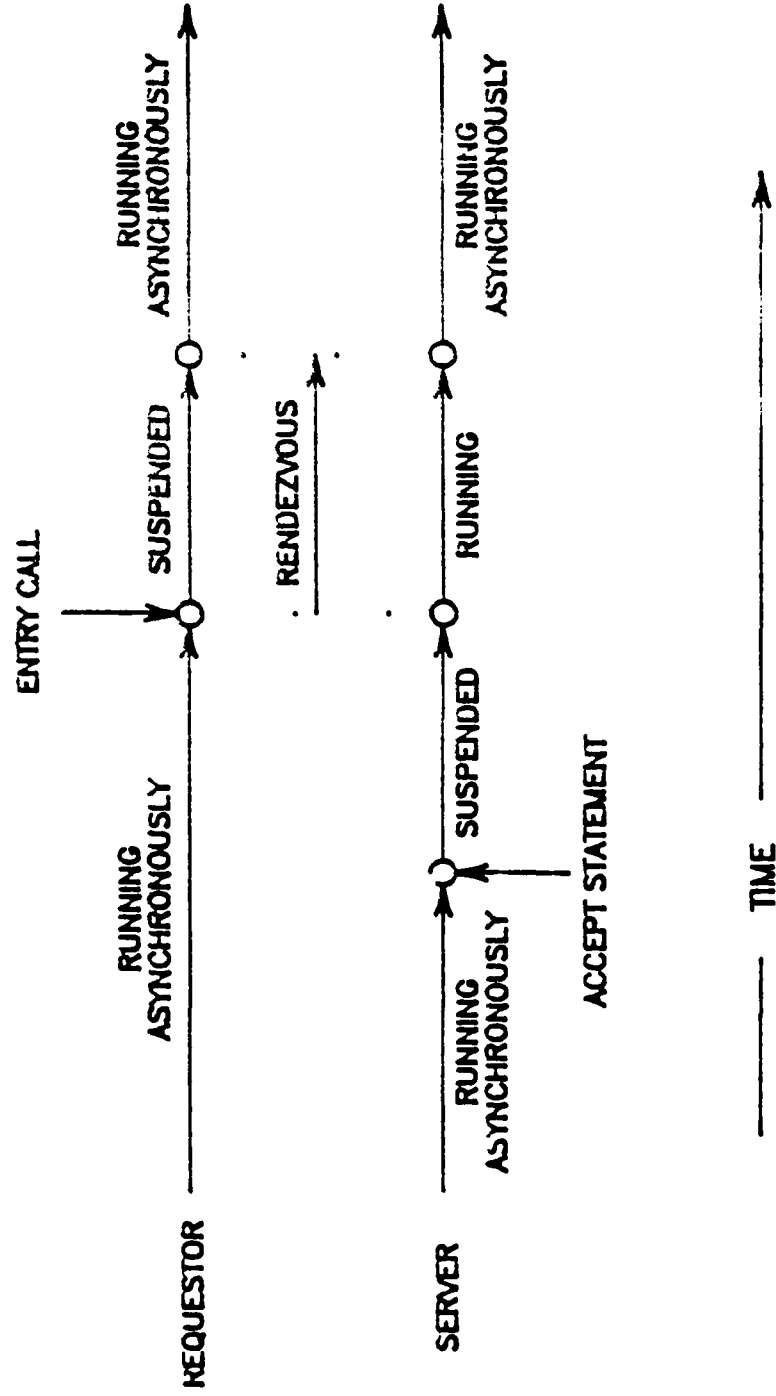 ENTRY CALL
REQUESTOR
RUNNING
ASYNCHRONOUSLY
SUSPENDED
RUNNING
ASYNCHRONOUSLY
RENDEZVOUS
SERVER
RUNNING
ASYNCHRONOUSLY
SUSPENDED
RUNNING
RUNNING
ASYNCHRONOUSLY
ACCEPT STATEMENT
TIME